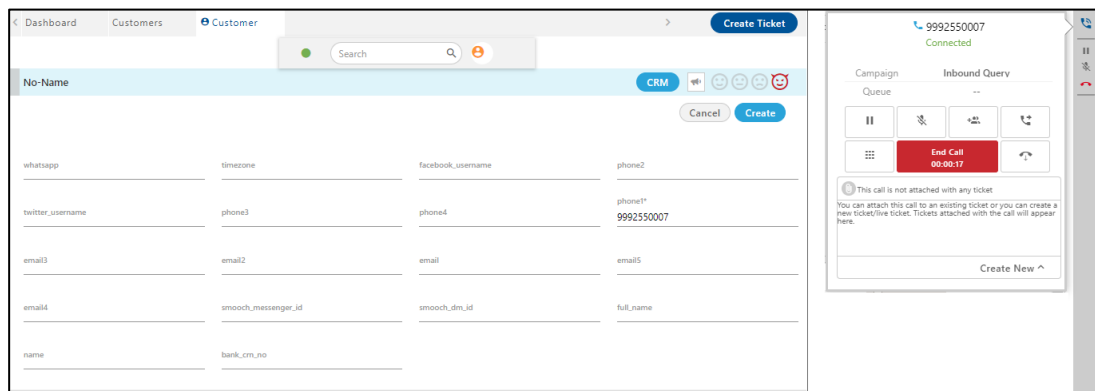 Dashboard Customers Customer Create Ticket
Search
No-Name CRM
Cancel Create
whatsapp timezone facebook_username phone2
twitter_username phone3 phone4 phone1*
9992550007
email3 email2 email email5
email4 smooch_messenger_id smooch_dm_id full_name
name bank_crn_no
9992550007
Connected
Campaign Inbound Query
Queue --
End Call
00:00:17
This call is not attached with any ticket
You can attach this call to an existing ticket or you can create a
new ticket/live ticket. Tickets attached with the call will appear
here.
Create New